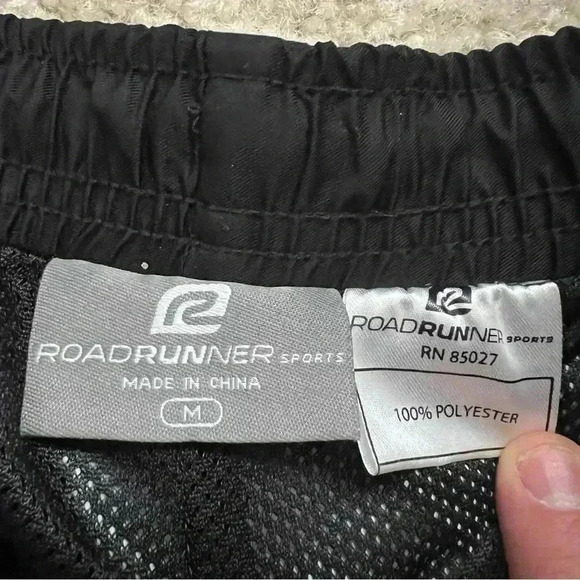 ROADRUNNER SPORTS
MADE IN CHINA
M
ROADRUNNER SPORTS
RN 85027
100% POLYESTER